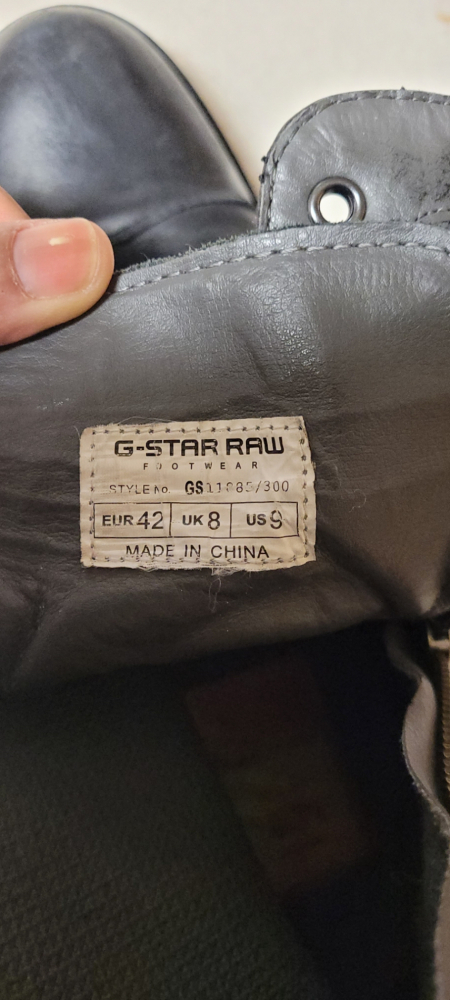 G-STAR RAW
FOOTWEAR
STYLE No.
EUR 42 UK 8 US 9
MADE IN CHINA